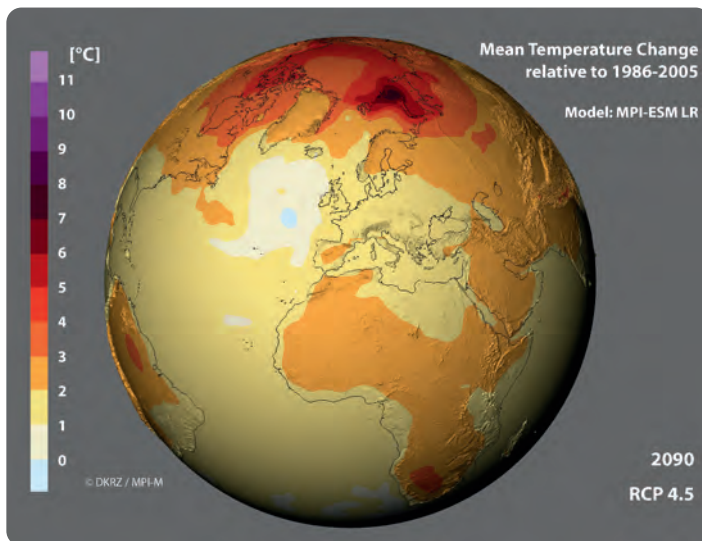 [°C]
11
10
9
8
7
6
5
4
3
2
1
0
Mean Temperature Change
relative to 1986-2005
Model: MPI-ESM LR
© DKRZ / MPI-M
2090
RCP 4.5